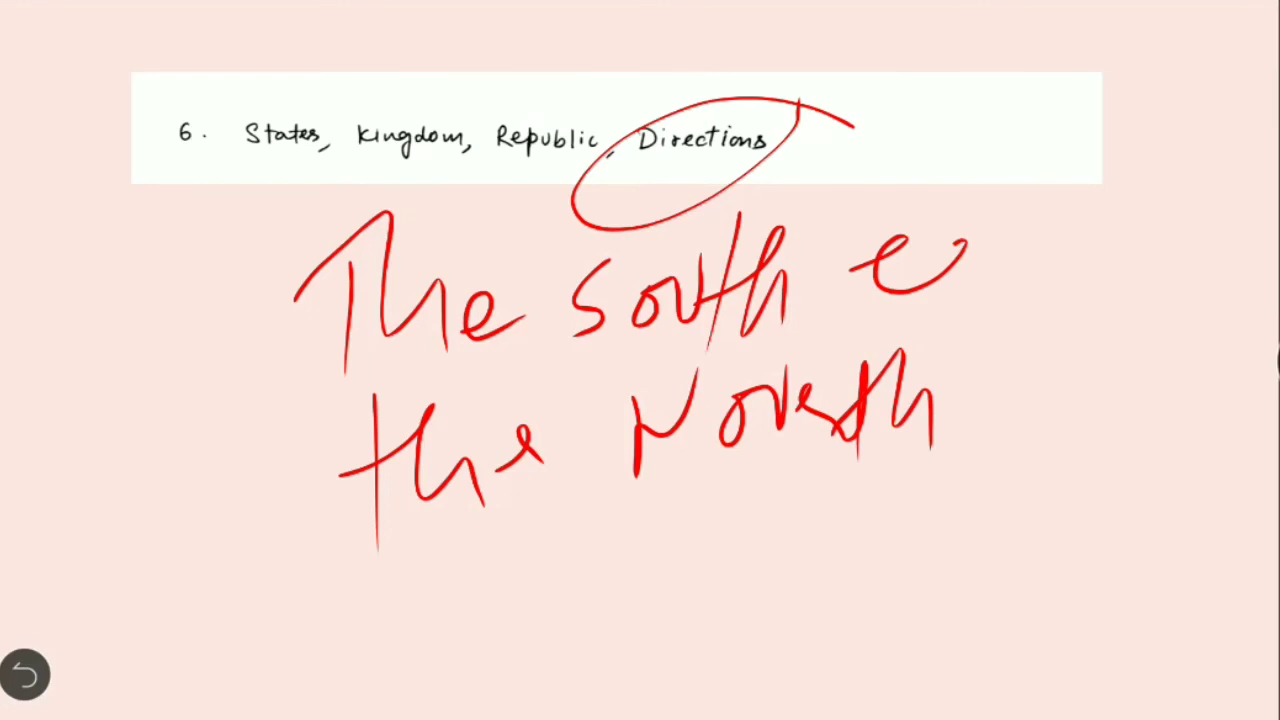 6. States, Kingdom, Republic, Directions
The South e
the North